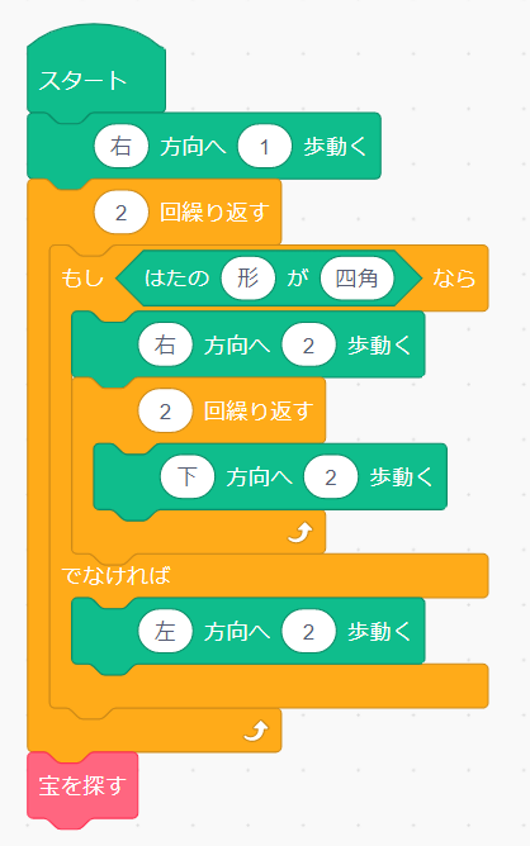 スタート
右 方向へ 1 歩動く
2 回繰り返す
もし はたの 形 が 四角 なら
右 方向へ 2 歩動く
2 回繰り返す
下 方向へ 2 歩動く
でなければ
左 方向へ 2 歩動く
宝を探す